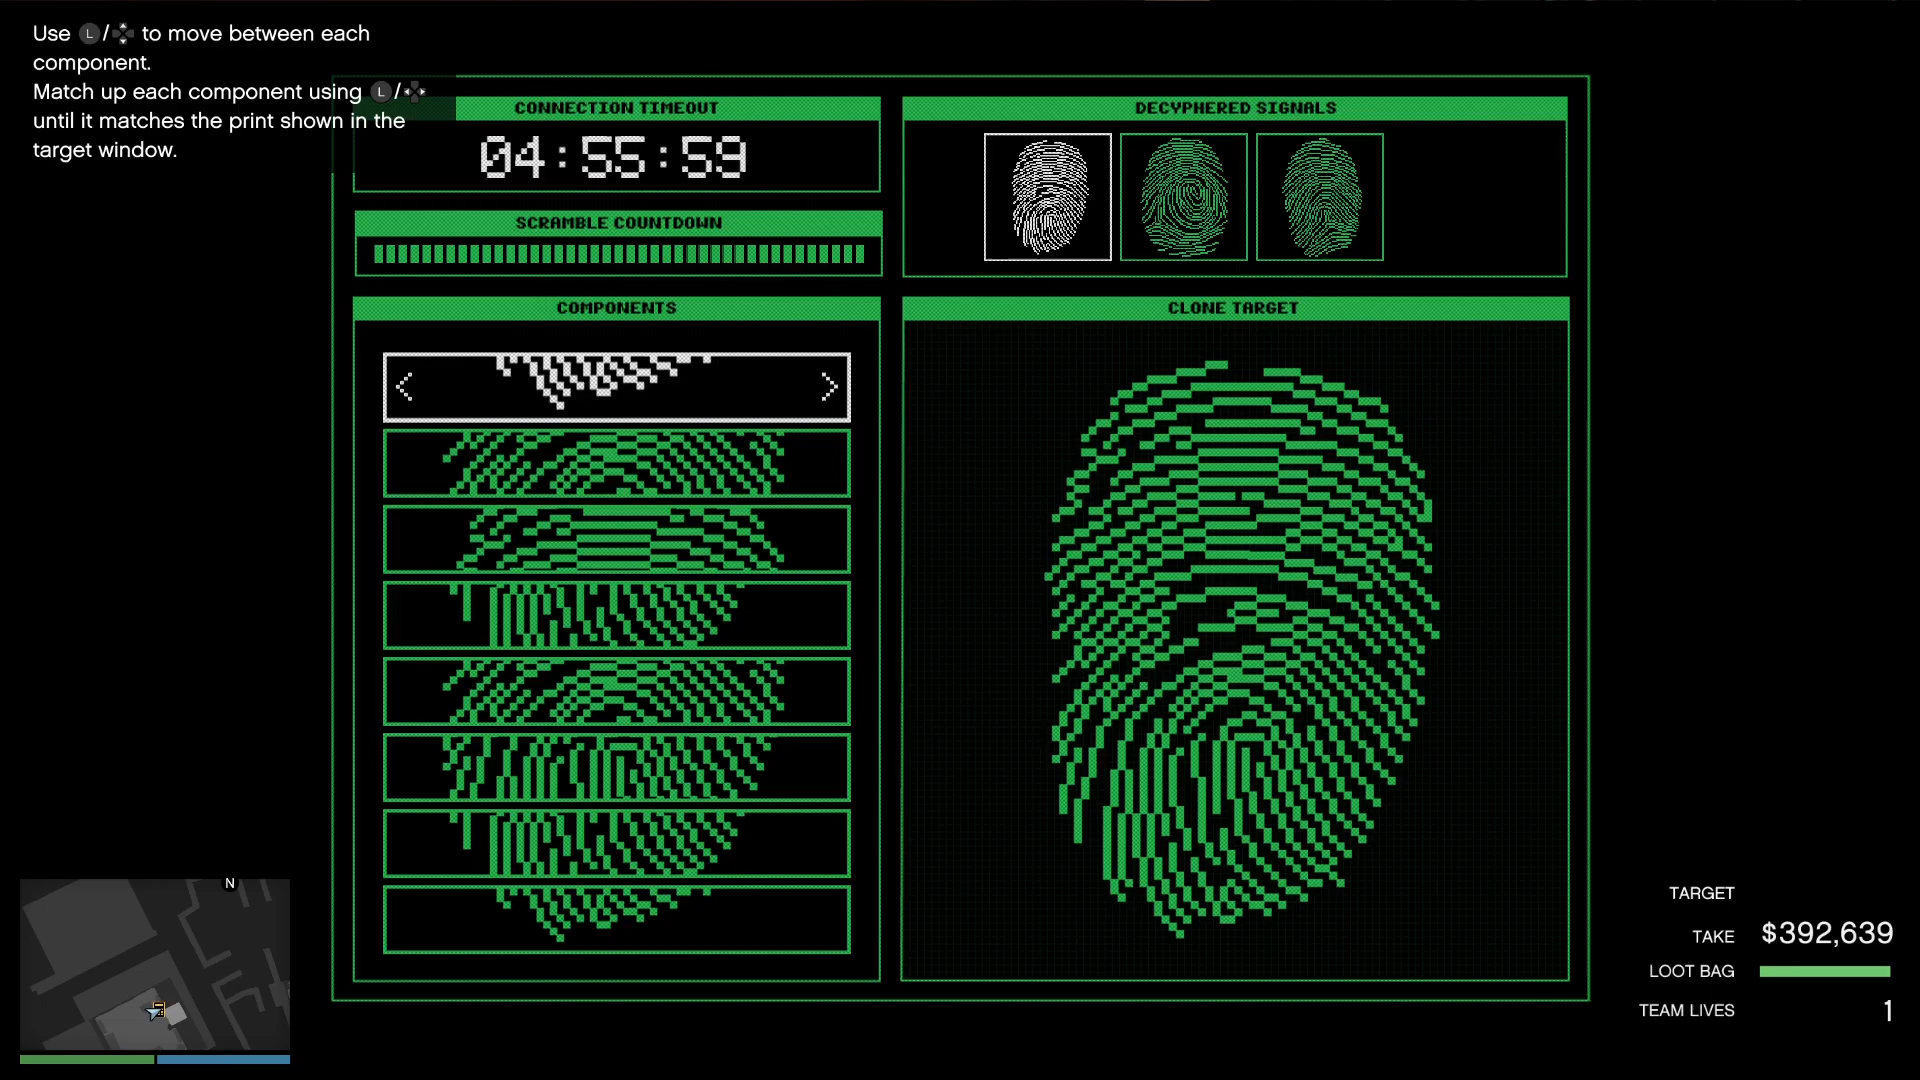 Use L/ to move between each
component.
Match up each component using L/
until it matches the print shown in the
target window.
CONNECTION TIMEOUT
04:55:59
SCRAMBLE COUNTDOWN
COMPONENTS
DECYPHERED SIGNALS
CLONE TARGET
N
TARGET
TAKE $392,639
LOOT BAG
TEAM LIVES 1